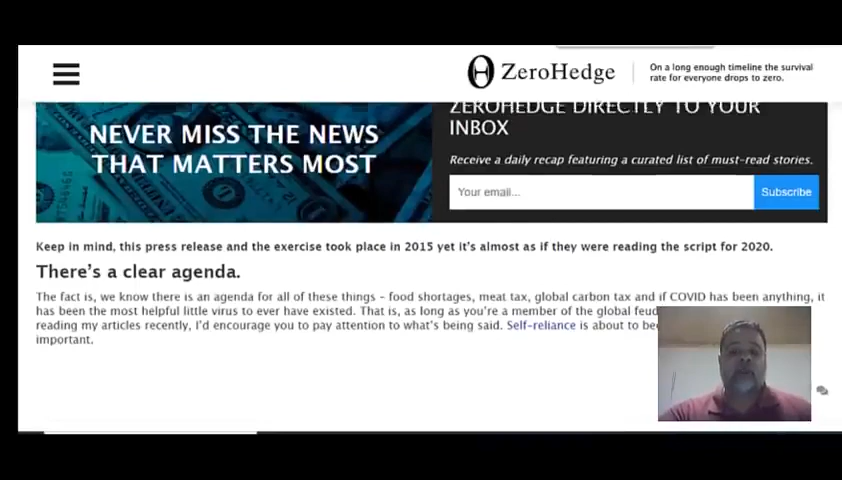 ZeroHedge
On a long enough timeline the survival
rate for everyone drops to zero.
NEVER MISS THE NEWS
THAT MATTERS MOST
ZEROHEDGE DIRECTLY TO YOUR
INBOX
Receive a daily recap featuring a curated list of must-read stories.
Your email...
Subscribe
Keep in mind, this press release and the exercise took place in 2015 yet it's almost as if they were reading the script for 2020.
There's a clear agenda.
The fact is, we know there is an agenda for all of these things – food shortages, meat tax, global carbon tax and if COVID has been anything, it
has been the most helpful little virus to ever have existed. That is, as long as you're a member of the global
reading my articles recently, I'd encourage you to pay attention to what's being said. Self-reliance is about to
important.